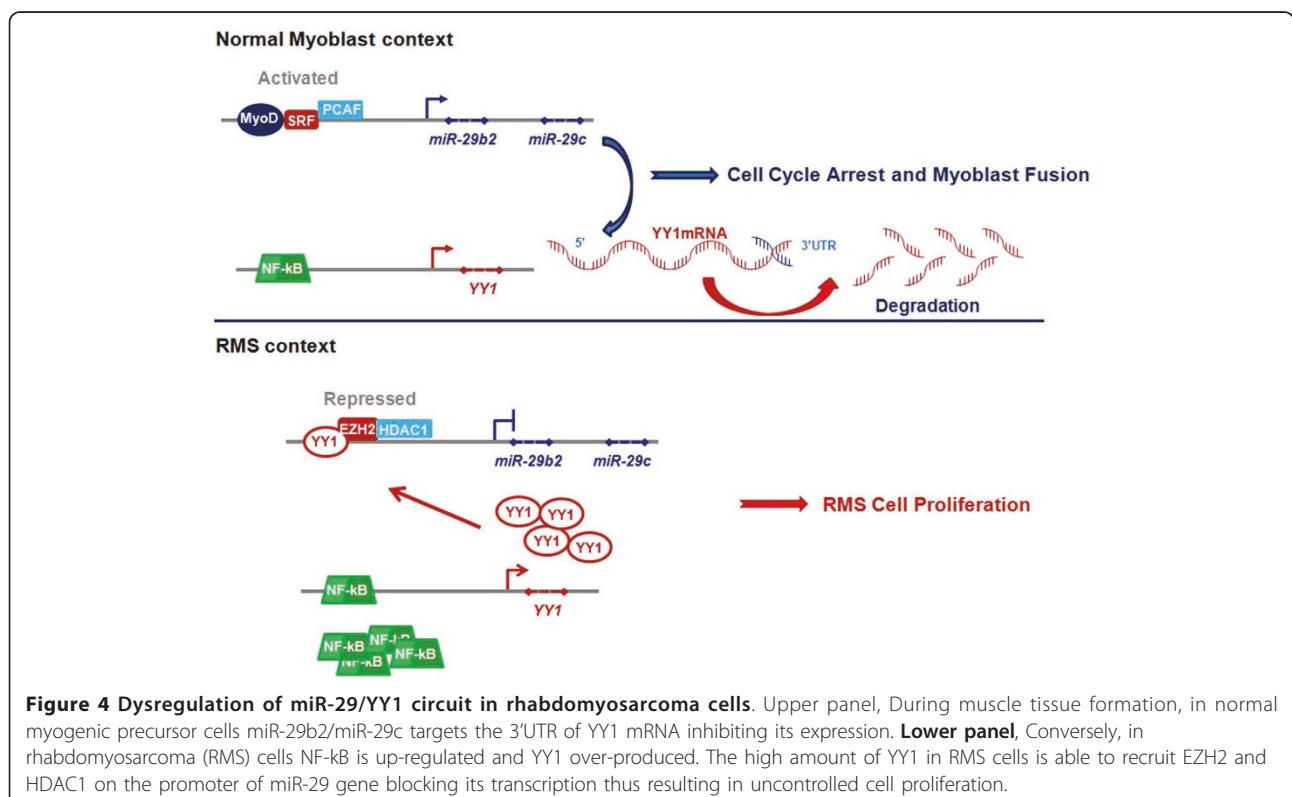 Normal Myoblast context
Activated
MyoD SRF PCAF
miR-29b2 miR-29c
Cell Cycle Arrest and Myoblast Fusion
5' YY1mRNA 3'UTR
NF-kB
YY1
Degradation
RMS context
Repressed
YY1 EZH2 HDAC1
miR-29b2 miR-29c
YY1 YY1
YY1 YY1
RMS Cell Proliferation
NF-kB
YY1
NF-kB NF-kB
NF-kB NF-kB
Figure 4 Dysregulation of miR-29/YY1 circuit in rhabdomyosarcoma cells. Upper panel, During muscle tissue formation, in normal
myogenic precursor cells miR-29b2/miR-29c targets the 3'UTR of YY1 mRNA inhibiting its expression. Lower panel, Conversely, in
rhabdomyosarcoma (RMS) cells NF-kB is up-regulated and YY1 over-produced. The high amount of YY1 in RMS cells is able to recruit EZH2 and
HDAC1 on the promoter of miR-29 gene blocking its transcription thus resulting in uncontrolled cell proliferation.